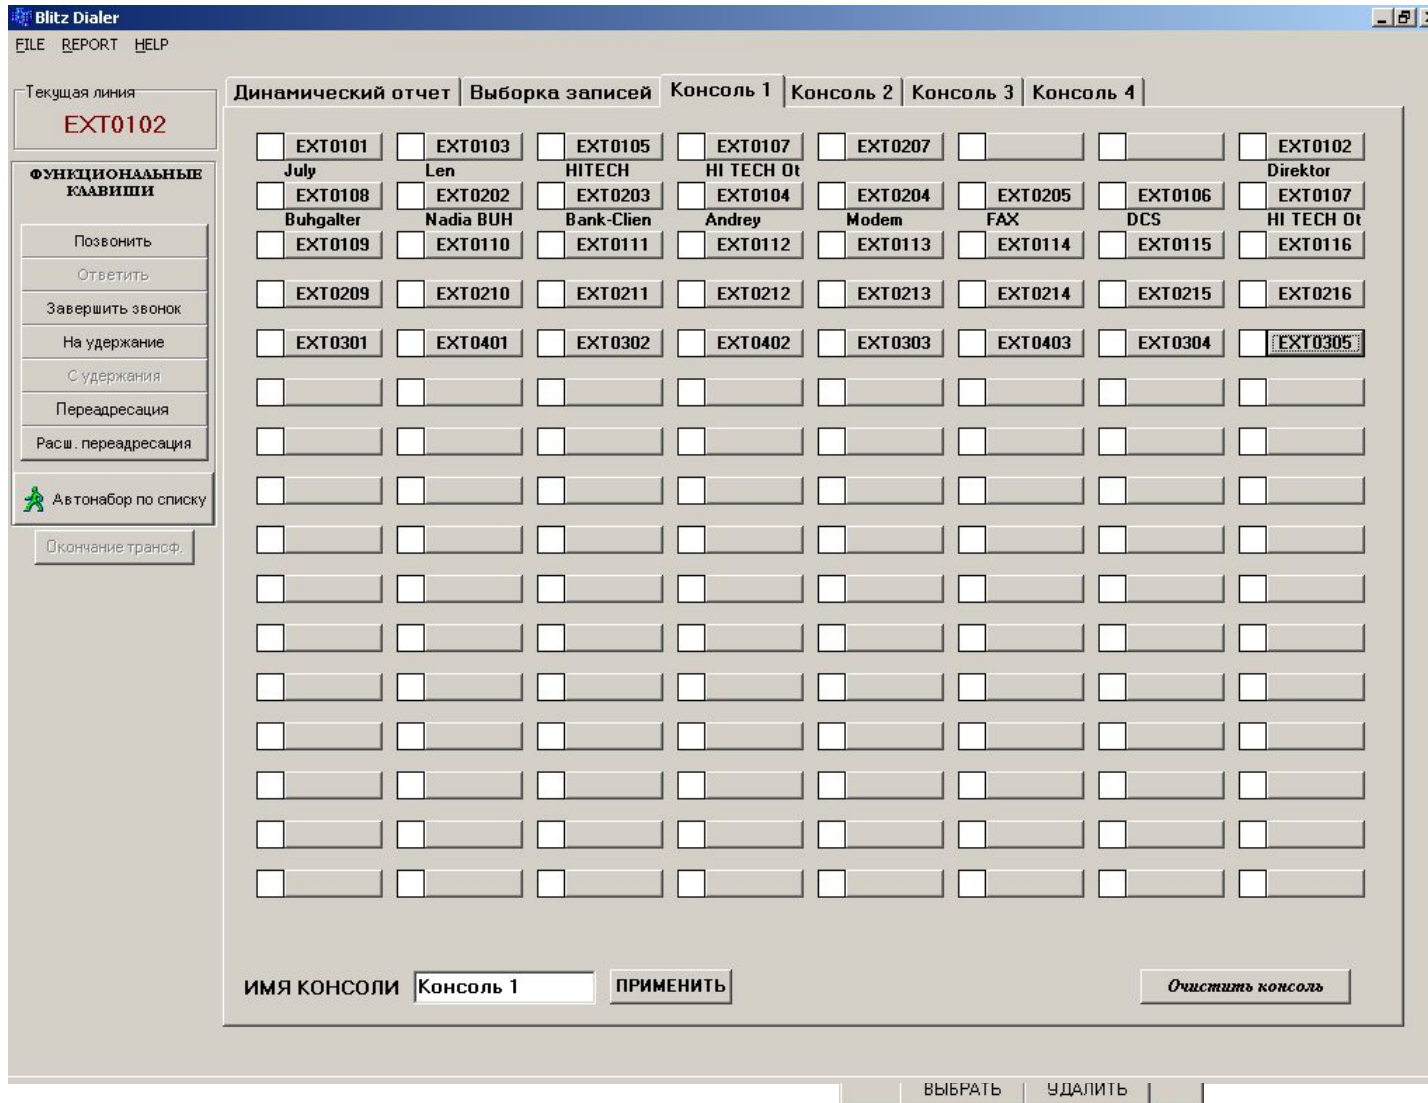 Blitz Dialer
FILE REPORT HELP
Текущая линия
EXT0102
ФУНКЦИОНАЛЬНЫЕ
КЛАВИШИ
Позвонить
Ответить
Завершить звонок
На удержание
С удержания
Переадресация
Расш. переадресация
Автонабор по списку
Окончание трансф.
Динамический отчет Выборка записей Консоль 1 Консоль 2 Консоль 3 Консоль 4
EXT0101 EXT0103 EXT0105 EXT0107 EXT0207 EXT0102
July Len HITECH HI TECH Ot Direktor
EXT0108 EXT0202 EXT0203 EXT0104 EXT0204 EXT0205 EXT0106 EXT0107
Buhgalter Nadia BUH Bank-Clien Andrey Modem FAX DCS HI TECH Ot
EXT0109 EXT0110 EXT0111 EXT0112 EXT0113 EXT0114 EXT0115 EXT0116
EXT0209 EXT0210 EXT0211 EXT0212 EXT0213 EXT0214 EXT0215 EXT0216
EXT0301 EXT0401 EXT0302 EXT0402 EXT0303 EXT0403 EXT0304 EXT0305
ИМЯ КОНСОЛИ Консоль 1 ПРИМЕНИТЬ Очистить консоль
ВЫБРАТЬ УДАЛИТЬ